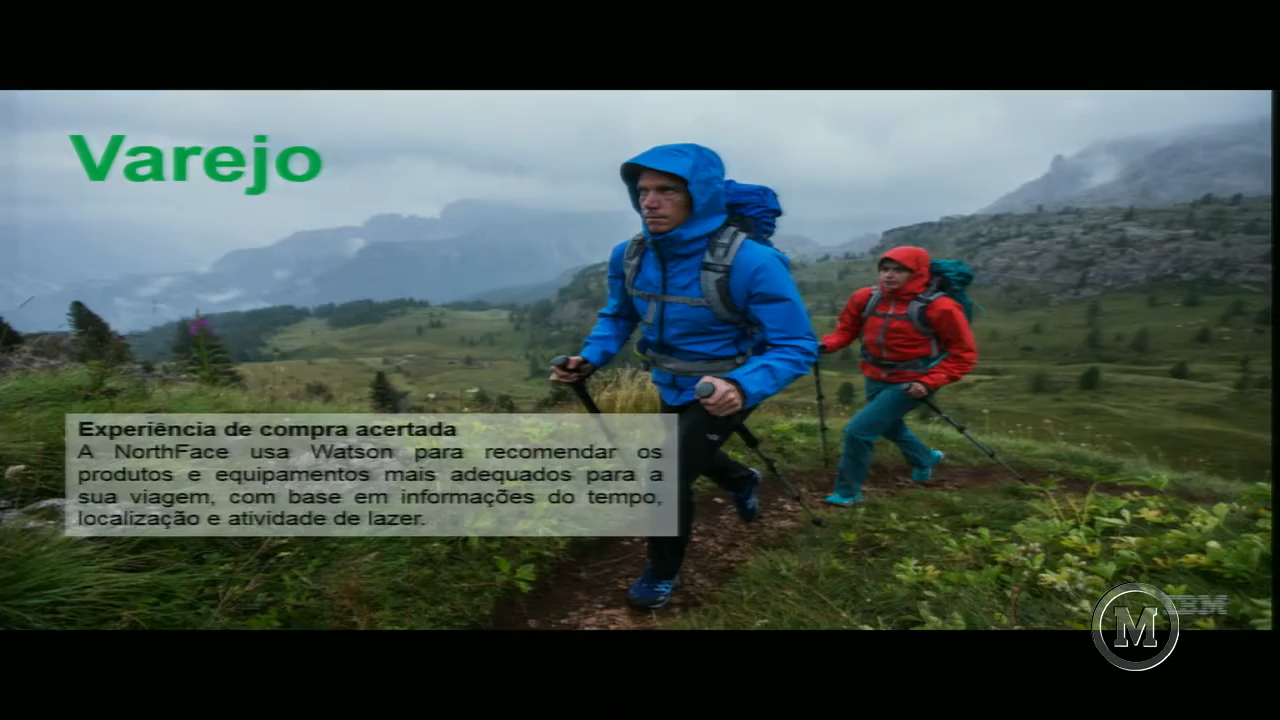 Varejo
Experiência de compra acertada
A NorthFace usa Watson para recomendar os
produtos e equipamentos mais adequados para a
sua viagem, com base em informações do tempo,
localização e atividade de lazer.
IBM
M